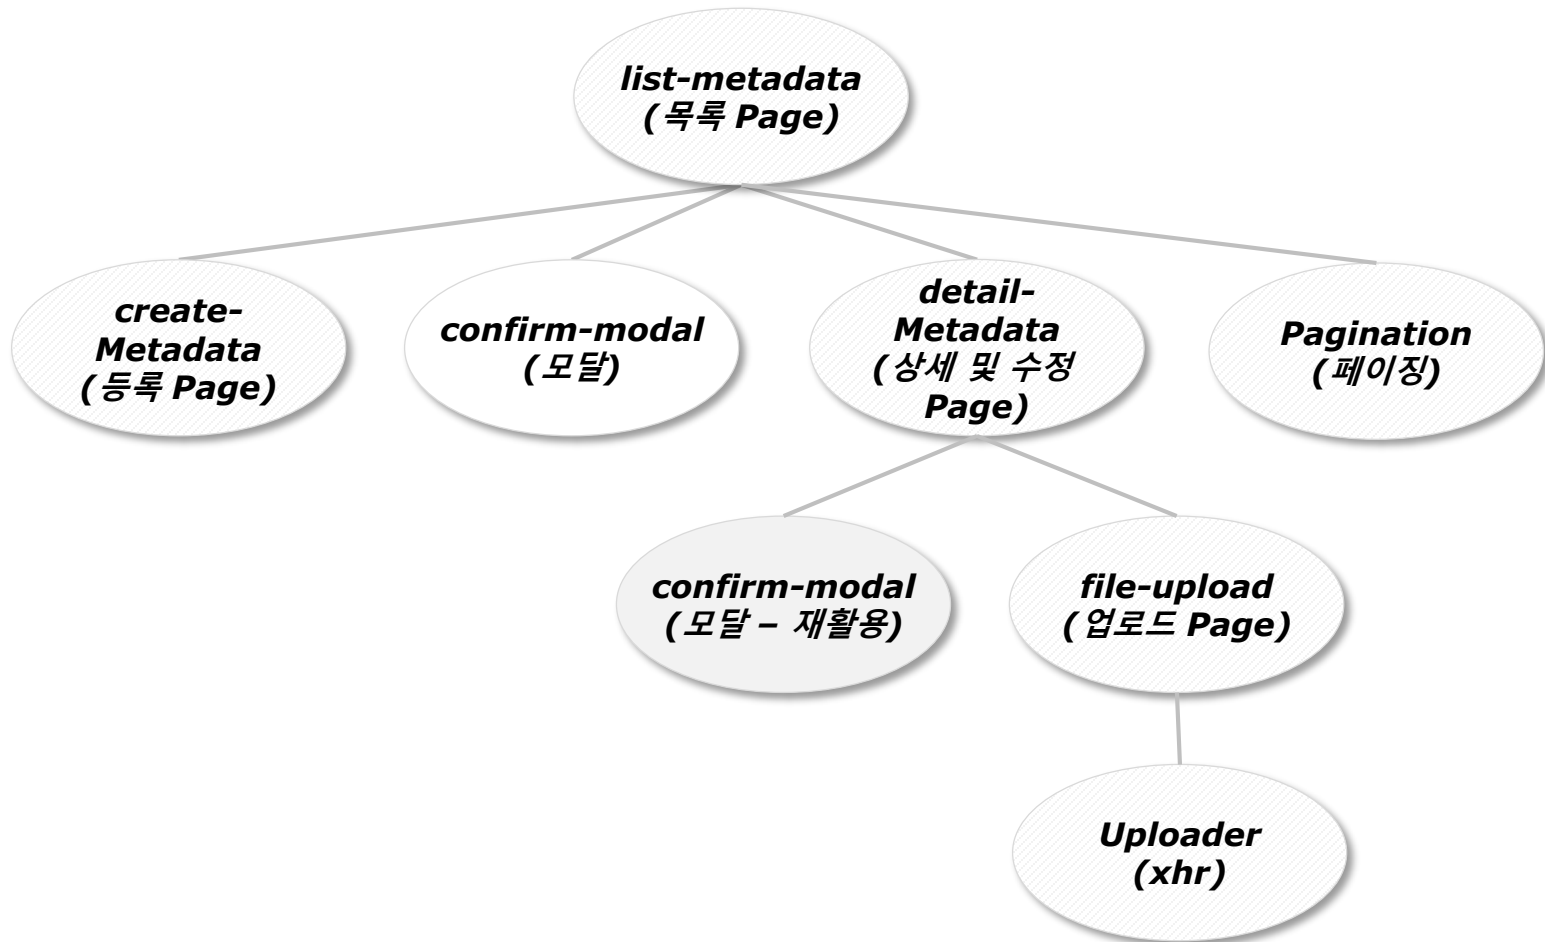 list-metadata
(목록 Page)
create-
Metadata
(등록 Page)
confirm-modal
(모달)
detail-
Metadata
(상세 및 수정
Page)
Pagination
(페이징)
confirm-modal
(모달 – 재활용)
file-upload
(업로드 Page)
Uploader
(xhr)